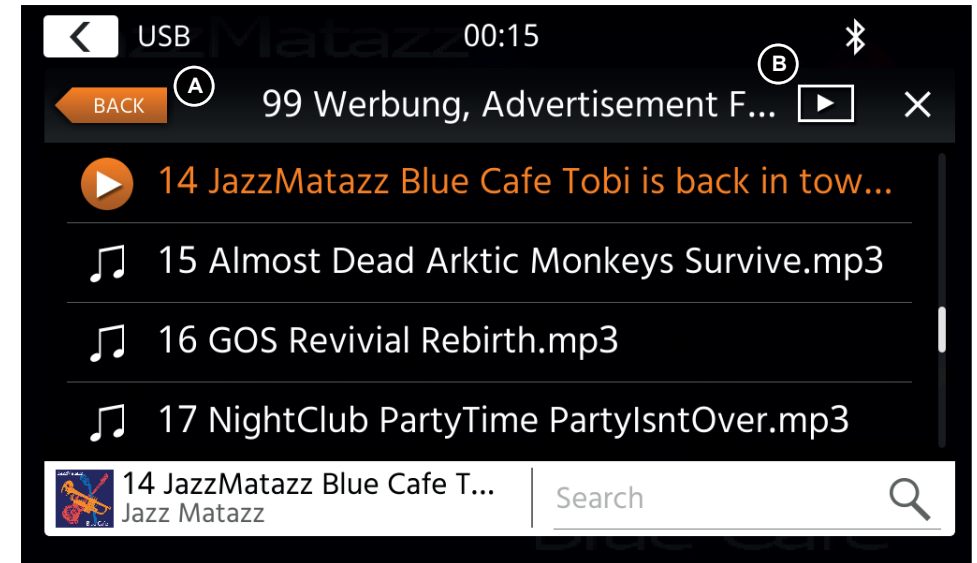 USB 00:15
A B
BACK 99 Werbung, Advertisement F...
14 JazzMatazz Blue Cafe Tobi is back in tow...
15 Almost Dead Arktic Monkeys Survive.mp3
16 GOS Revivial Rebirth.mp3
17 NightClub PartyTime PartyIsntOver.mp3
14 JazzMatazz Blue Cafe T...
Jazz Matazz
Search